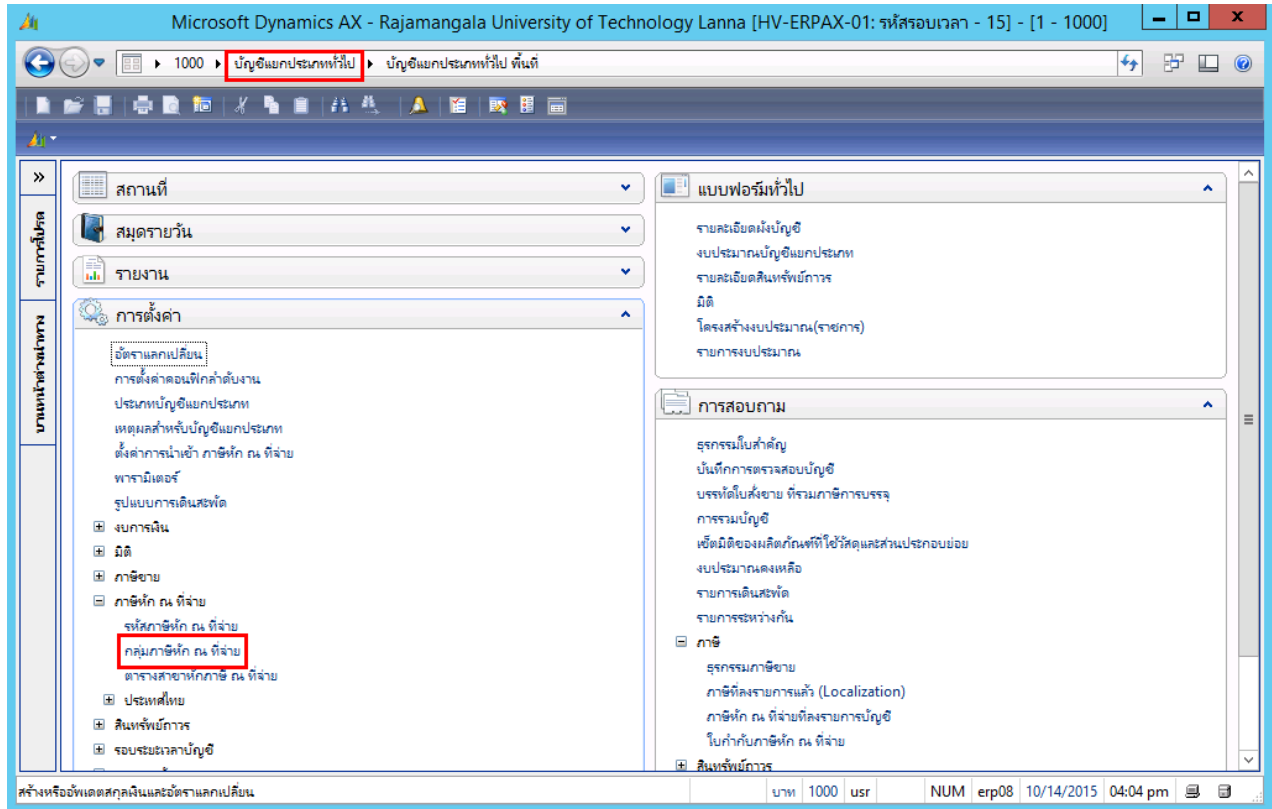 Microsoft Dynamics AX - Rajamangala University of Technology Lanna [HV-ERPAX-01: รหัสรอบเวลา - 15] - [1 - 1000]
1000 บัญชีแยกประเภททั่วไป บัญชีแยกประเภททั่วไป พื้นที่
รายการโปรด
บานหน้าต่างนำทาง
สถานที่
สมุดรายวัน
รายงาน
การตั้งค่า
อัตราแลกเปลี่ยน
การตั้งค่าคอนฟิกลำดับงาน
ประเภทบัญชีแยกประเภท
เหตุผลสำหรับบัญชีแยกประเภท
ตั้งค่าการนำเข้า ภาษีหัก ณ ที่จ่าย
พารามิเตอร์
รูปแบบการเดินสะพัด
งบการเงิน
มิติ
ภาษีขาย
ภาษีหัก ณ ที่จ่าย
รหัสภาษีหัก ณ ที่จ่าย
กลุ่มภาษีหัก ณ ที่จ่าย
ตารางสาขาหักภาษี ณ ที่จ่าย
ประเทศไทย
สินทรัพย์ถาวร
รอบระยะเวลาบัญชี
แบบฟอร์มทั่วไป
รายละเอียดผังบัญชี
งบประมาณบัญชีแยกประเภท
รายละเอียดสินทรัพย์ถาวร
มิติ
โครงสร้างงบประมาณ(ราชการ)
รายการงบประมาณ
การสอบถาม
ธุรกรรมใบสำคัญ
บันทึกการตรวจสอบบัญชี
บรรทัดใบสั่งขาย ที่รวมภาษีการบรรจุ
การรวมบัญชี
เซ็ตมิติของผลิตภัณฑ์ที่ใช้วัสดุและส่วนประกอบย่อย
งบประมาณคงเหลือ
รายการเดินสะพัด
รายการระหว่างกัน
ภาษี
ธุรกรรมภาษีขาย
ภาษีที่ลงรายการแล้ว (Localization)
ภาษีหัก ณ ที่จ่ายที่ลงรายการบัญชี
ใบกำกับภาษีหัก ณ ที่จ่าย
สินทรัพย์ถาวร
สร้างหรืออัพเดตสกุลเงินและอัตราแลกเปลี่ยน บาท 1000 usr NUM erp08 10/14/2015 04:04 pm